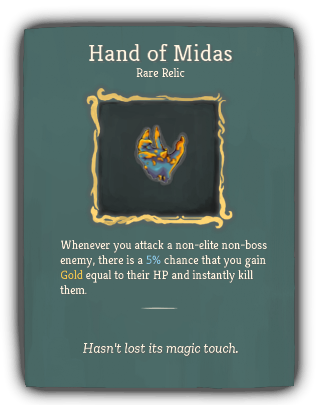 Hand of Midas
Rare Relic
Whenever you attack a non-elite non-boss
enemy, there is a 5% chance that you gain
Gold equal to their HP and instantly kill
them.
Hasn't lost its magic touch.